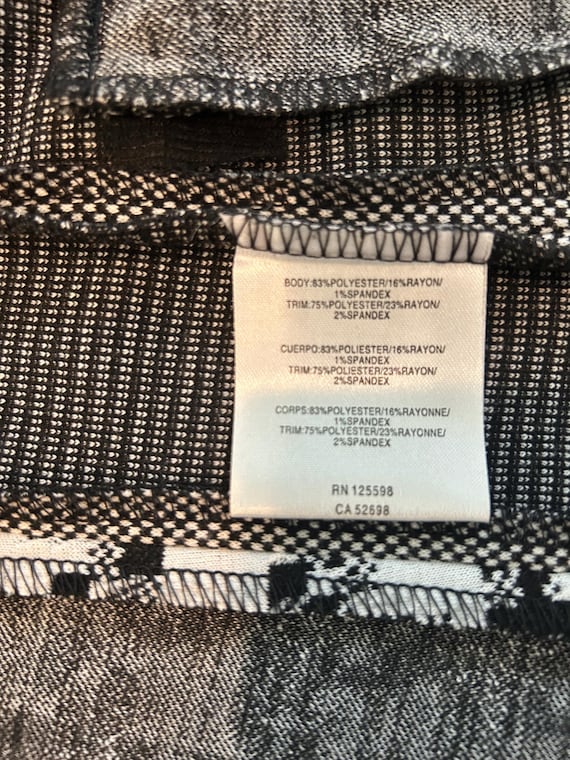 BODY:83%POLYESTER/16%RAYON/
1%SPANDEX
TRIM:75%POLYESTER/23%RAYON/
2%SPANDEX
CUERPO:83%POLIESTER/16%RAYON/
1%SPANDEX
TRIM:75%POLIESTER/23%RAYON/
2%SPANDEX
CORPS:83%POLYESTER/16%RAYONNE/
1%SPANDEX
TRIM:75%POLYESTER/23%RAYONNE/
2%SPANDEX
RN 125598
CA 52698